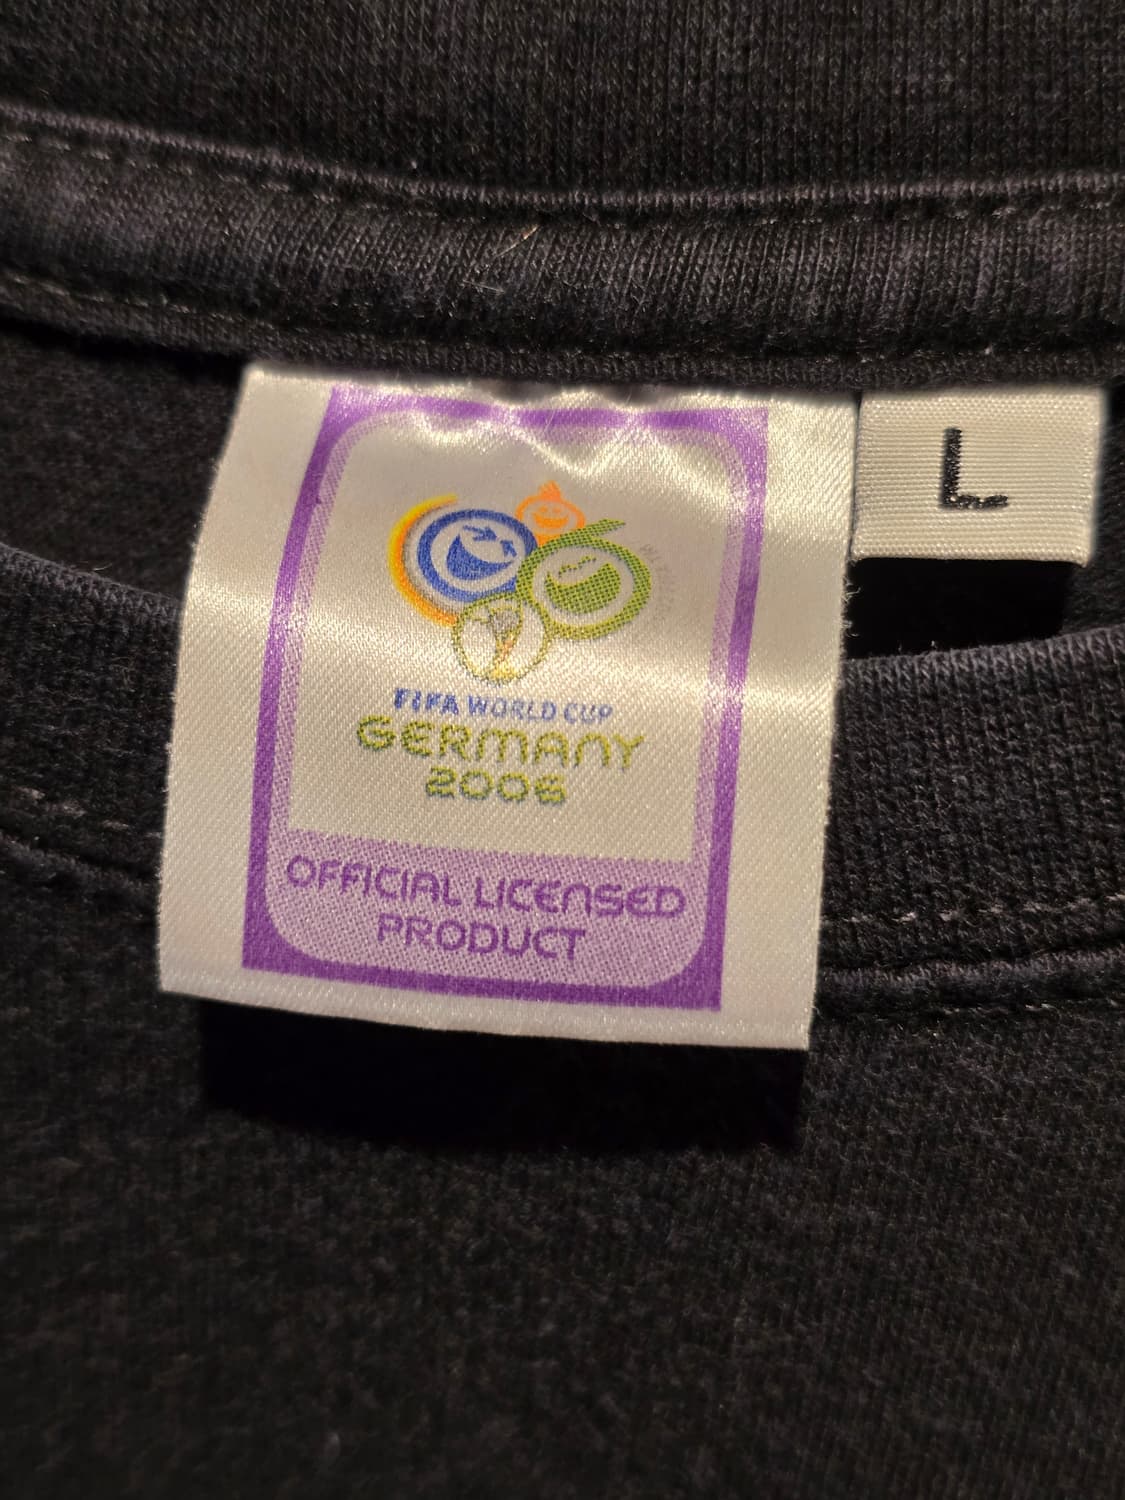 FIFA WORLD CUP
GERMANY
2006
OFFICIAL LICENSED
PRODUCT
L